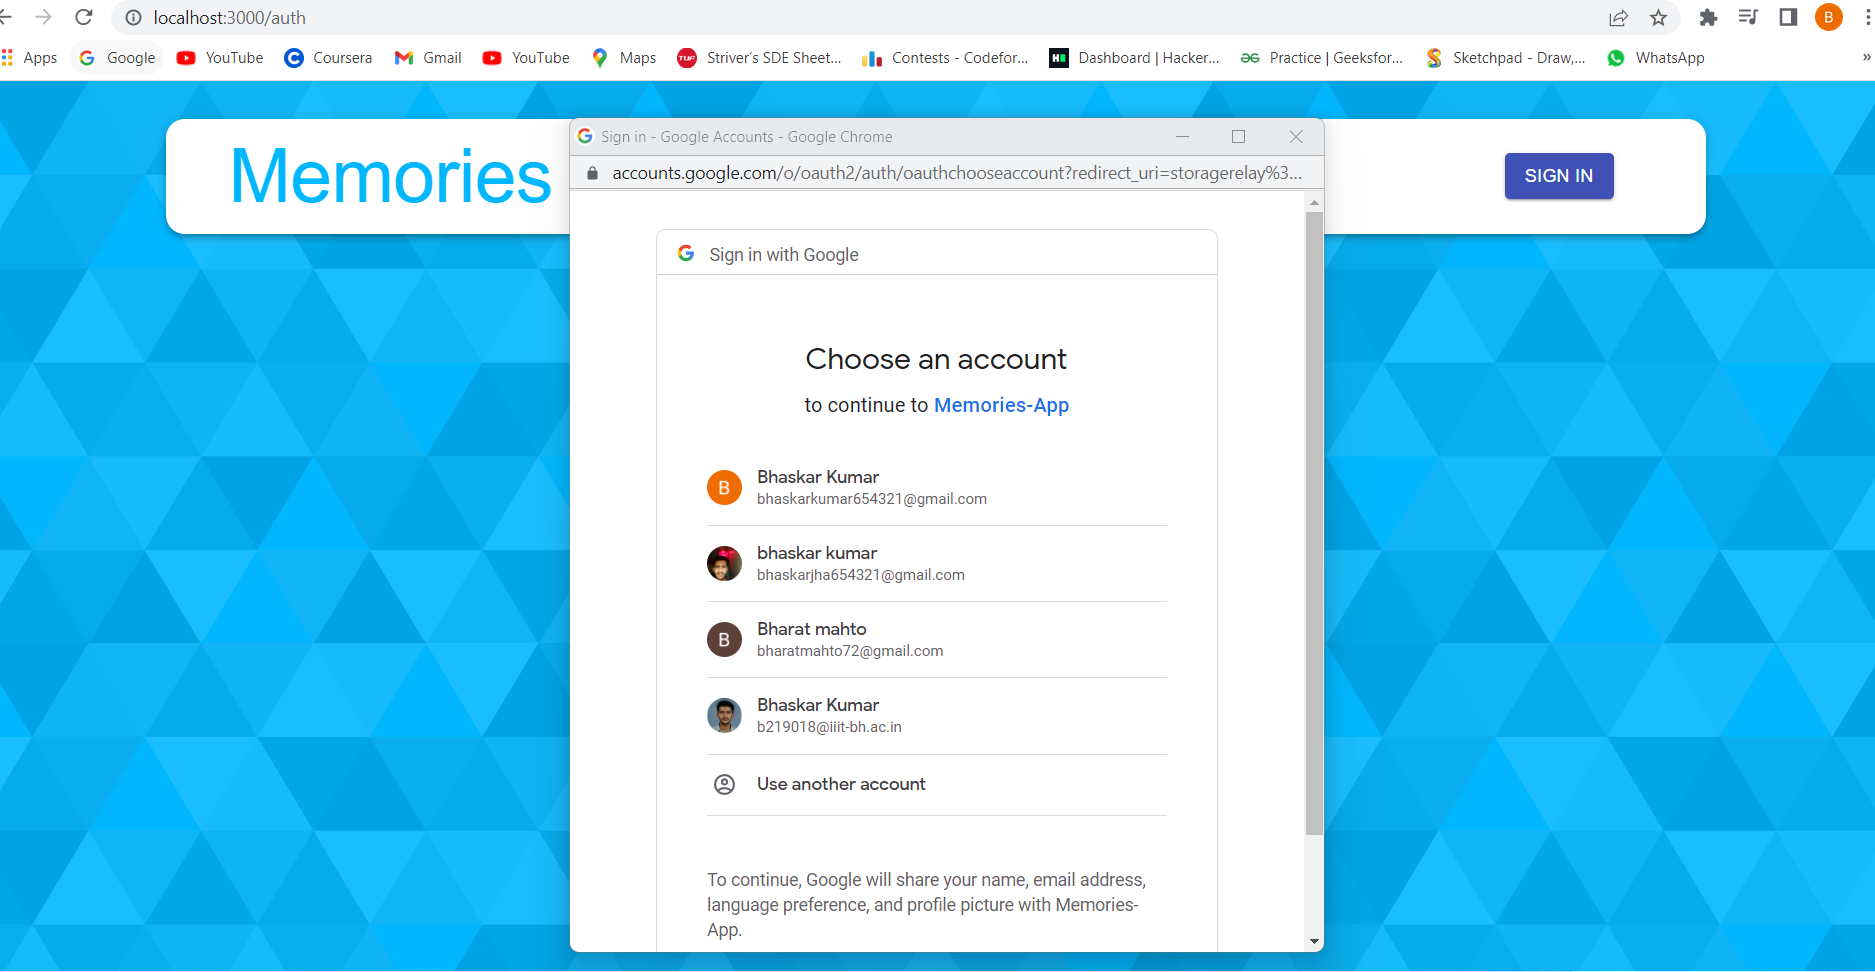 localhost:3000/auth
B
Apps
Google
YouTube
Coursera
Gmail
YouTube
Maps
TUF
Striver's SDE Sheet...
Contests - Codefor...
Dashboard | Hacker...
Practice | Geeksfor...
Sketchpad - Draw,...
WhatsApp
»
Memories
SIGN IN
Sign in - Google Accounts - Google Chrome
accounts.google.com/o/oauth2/auth/oauthchooseaccount?redirect_uri=storagerelay%3...
Sign in with Google
Choose an account
to continue to Memories-App
B
Bhaskar Kumar
bhaskarkumar654321@gmail.com
bhaskar kumar
bhaskarjha654321@gmail.com
B
Bharat mahto
bharatmahto72@gmail.com
Bhaskar Kumar
b219018@iiit-bh.ac.in
Use another account
To continue, Google will share your name, email address,
language preference, and profile picture with Memories-
App.